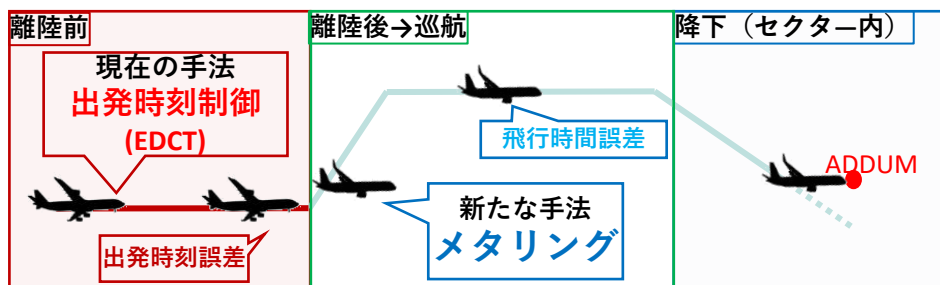 離陸前
現在の手法
出発時刻制御
(EDCT)
出発時刻誤差
離陸後→巡航
飛行時間誤差
新たな手法
メタリング
降下（セクター内）
ADDUM